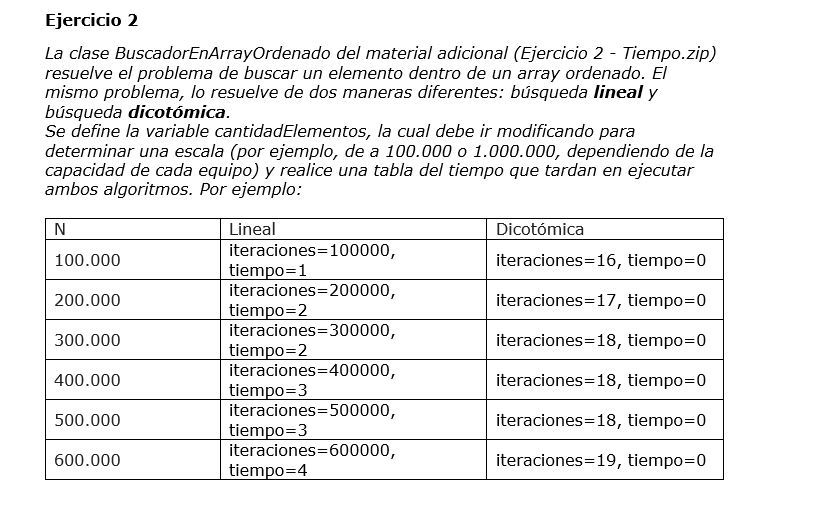 Ejercicio 2
La clase BuscadorEnArrayOrdenado del material adicional (Ejercicio 2 - Tiempo.zip)
resuelve el problema de buscar un elemento dentro de un array ordenado. El
mismo problema, lo resuelve de dos maneras diferentes: búsqueda lineal y
búsqueda dicotómica.
Se define la variable cantidadElementos, la cual debe ir modificando para
determinar una escala (por ejemplo, de a 100.000 o 1.000.000, dependiendo de la
capacidad de cada equipo) y realice una tabla del tiempo que tardan en ejecutar
ambos algoritmos. Por ejemplo:
N Lineal Dicotómica
100.000 iteraciones=100000, tiempo=1 iteraciones=16, tiempo=0
200.000 iteraciones=200000, tiempo=2 iteraciones=17, tiempo=0
300.000 iteraciones=300000, tiempo=2 iteraciones=18, tiempo=0
400.000 iteraciones=400000, tiempo=3 iteraciones=18, tiempo=0
500.000 iteraciones=500000, tiempo=3 iteraciones=18, tiempo=0
600.000 iteraciones=600000, tiempo=4 iteraciones=19, tiempo=0